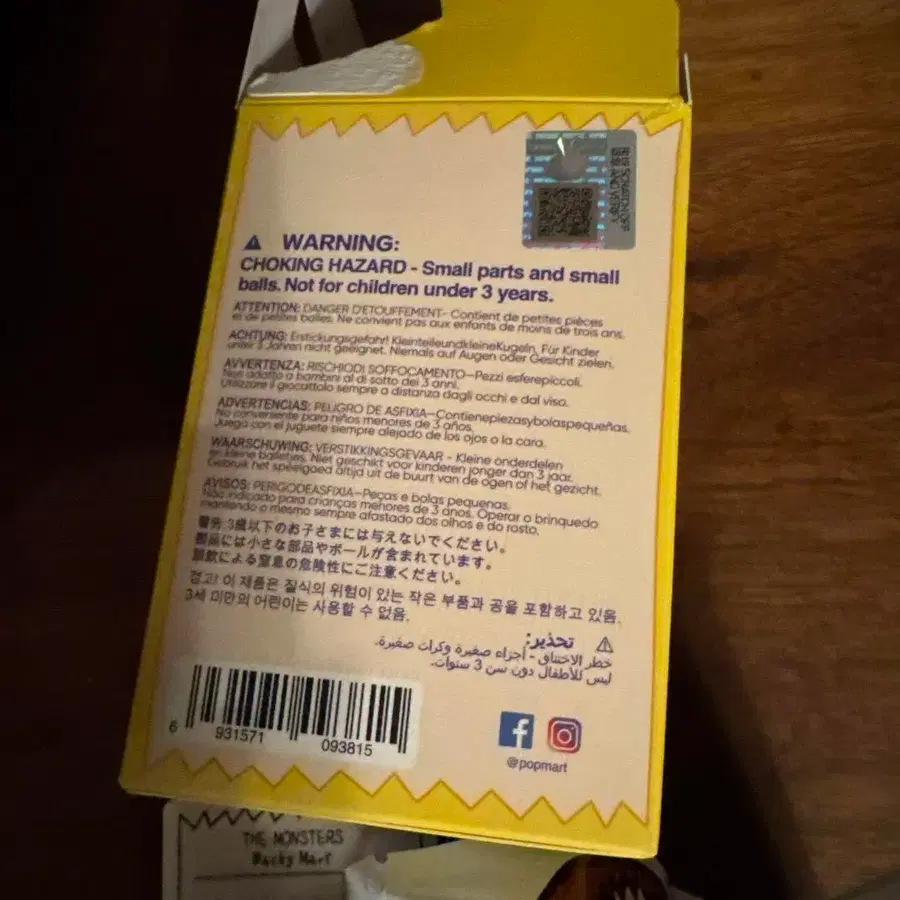 SCRATCH OFF
AND VERIFY
WARNING:
CHOKING HAZARD - Small parts and small
balls. Not for children under 3 years.
ATTENTION: DANGER D'ETOUFFEMENT- Contient de petites pièces
et de petites balles. Ne convient pas aux enfants de moins de trois ans.
ACHTUNG: Erstickungsgefahr! KleinteileundkleineKugeln. Für Kinder
unter 3 Jahren nicht geeignet. Niemals auf Augen oder Gesicht zielen.
AVVERTENZA: RISCHIODI SOFFOCAMENTO—Pezzi esferepiccoli.
Non adatto a bambini al di sotto dei 3 anni.
Utilizzare il giocattolo sempre a distanza dagli occhi e dal viso.
ADVERTENCIAS: PELIGRO DE ASFIXIA—Contienepiezasybolaspequeñas.
No conveniente para niños menores de 3 años.
Juega con el juguete siempre alejado de los ojos o la cara.
WAARSCHUWING: VERSTIKKINGSGEVAAR - Kleine onderdelen
en kleine balletjes. Niet geschikt voor kinderen jonger dan 3 jaar.
Gebruik het speelgoed altijd uit de buurt van de ogen of het gezicht.
AVISOS: PERIGODEASFIXIA—Peças e bolas pequenas.
Não indicado para crianças menores de 3 anos. Operar o brinquedo
mantendo o mesmo sempre afastado dos olhos e do rosto.
警告:3歳以下のお子さまには与えないでください。
製品には小さな部品やボールが含まれています。
誤飲による窒息の危険性にご注意ください。
경고! 이 제품은 질식의 위험이 있는 작은 부품과 공을 포함하고 있음.
3세 미만의 어린이는 사용할 수 없음.
تحذير:
خطر الاختناق - أجزاء صغيرة وكرات صغيرة.
ليس للأطفال دون سن 3 سنوات.
6 931571 093815
@popmart
THE MONSTERS
Wacky Mart